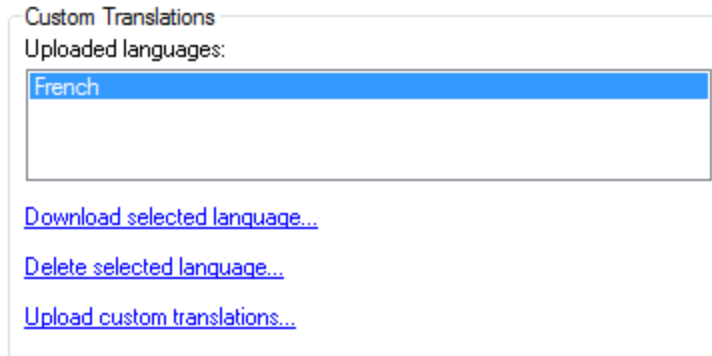 Custom Translations
Uploaded languages:
French
Download selected language...
Delete selected language...
Upload custom translations...